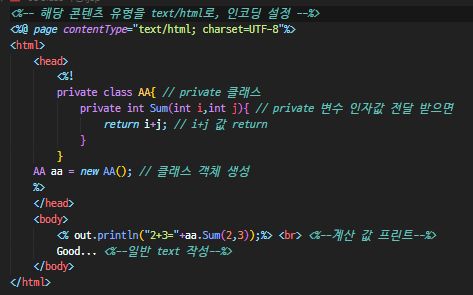 <%-- 해당 콘텐츠 유형을 text/html로, 인코딩 설정 --%>
<%@ page contentType="text/html; charset=UTF-8"%>
<html>
<head>
<%!
private class AA{ // private 클래스
private int Sum(int i,int j){ // private 변수 인자값 전달 받으면
return i+j; // i+j 값 return
}
}
AA aa = new AA(); // 클래스 객체 생성
%>
</head>
<body>
<% out.println("2+3="+aa.Sum(2,3));%> <br> <%--계산 값 프린트--%>
Good... <%--일반 text 작성--%>
</body>
</html>